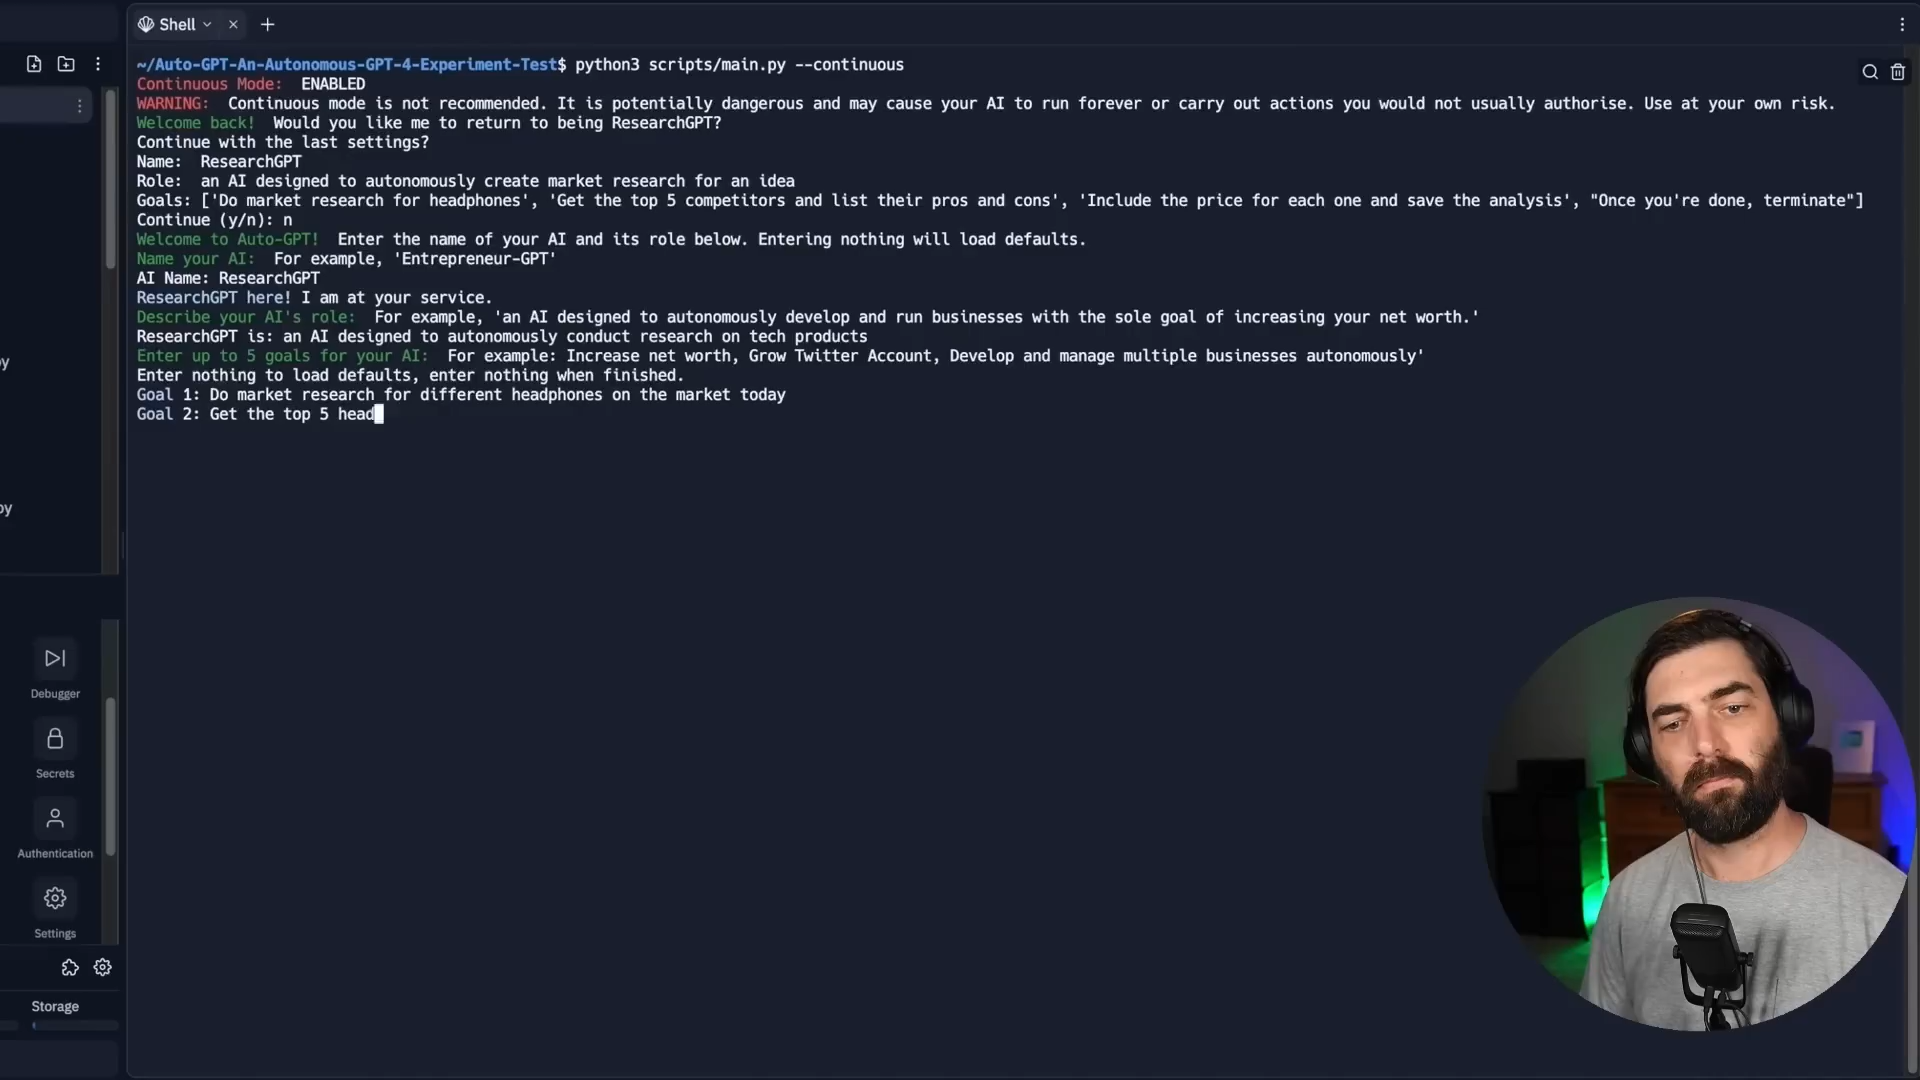 Shell
~/Auto-GPT-An-Autonomous-GPT-4-Experiment-Test$ python3 scripts/main.py --continuous
Continuous Mode:  ENABLED
WARNING:  Continuous mode is not recommended. It is potentially dangerous and may cause your AI to run forever or carry out actions you would not usually authorise. Use at your own risk.
Welcome back!  Would you like me to return to being ResearchGPT?
Continue with the last settings?
Name:  ResearchGPT
Role:  an AI designed to autonomously create market research for an idea
Goals: ['Do market research for headphones', 'Get the top 5 competitors and list their pros and cons', 'Include the price for each one and save the analysis', "Once you're done, terminate"]
Continue (y/n): n
Welcome to Auto-GPT!  Enter the name of your AI and its role below. Entering nothing will load defaults.
Name your AI:  For example, 'Entrepreneur-GPT'
AI Name: ResearchGPT
ResearchGPT here! I am at your service.
Describe your AI's role:  For example, 'an AI designed to autonomously develop and run businesses with the sole goal of increasing your net worth.'
ResearchGPT is: an AI designed to autonomously conduct research on tech products
Enter up to 5 goals for your AI:  For example: Increase net worth, Grow Twitter Account, Develop and manage multiple businesses autonomously'
Enter nothing to load defaults, enter nothing when finished.
Goal 1: Do market research for different headphones on the market today
Goal 2: Get the top 5 head
py
py
Debugger
Secrets
Authentication
Settings
Storage